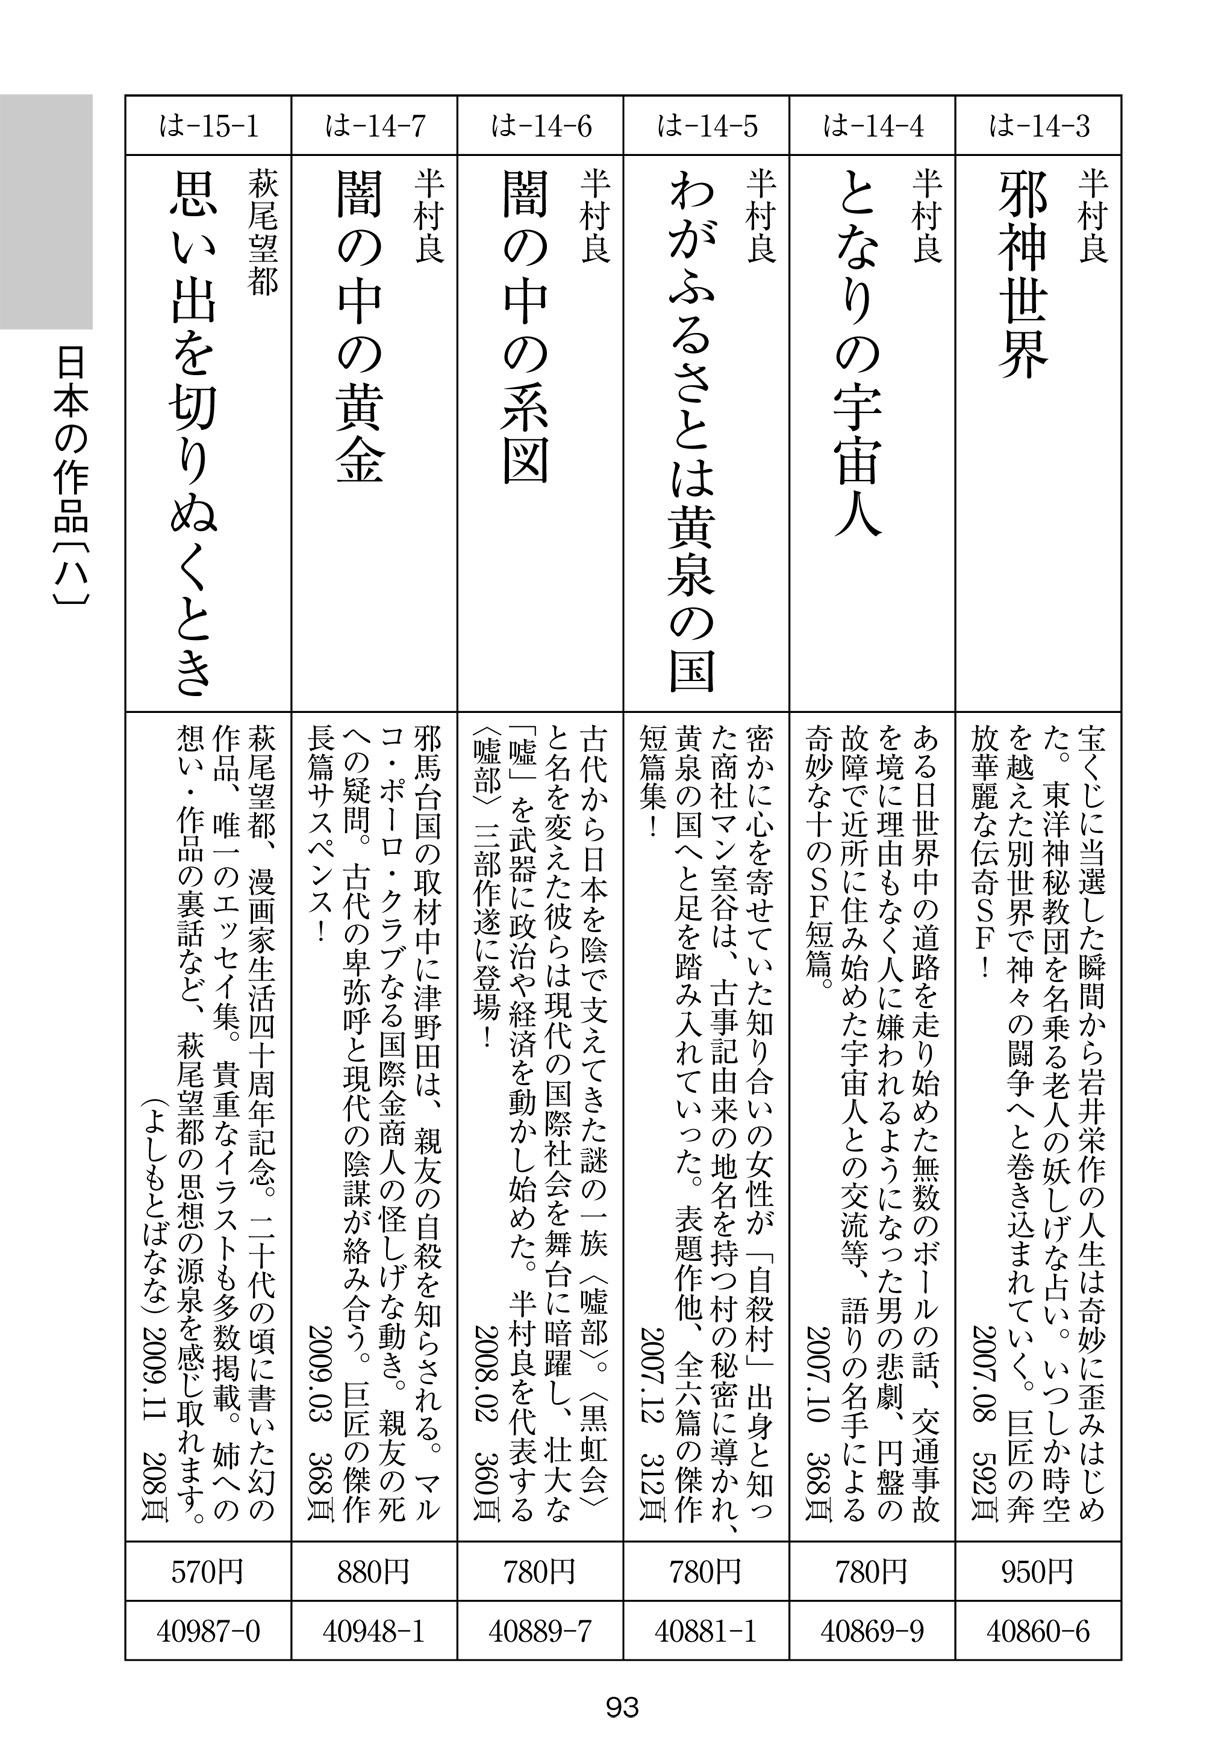 は-14-3
半村良
邪神世界
宝くじに当選した瞬間から岩井栄作の人生は奇妙に歪みはじめ
た。東洋神秘教団を名乗る老人の妖しげな占い。いつしか時空
を越えた別世界で神々の闘争へと巻き込まれていく。巨匠の奔
放華麗な伝奇ＳＦ！
2007.08 592頁
950円
40860-6
は-14-4
半村良
となりの宇宙人
ある日世界中の道路を走り始めた無数のボールの話、交通事故
を境に理由もなく人に嫌われるようになった男の悲劇、円盤の
故障で近所に住み始めた宇宙人との交流等、語りの名手による
奇妙な十のＳＦ短篇。
2007.10 368頁
780円
40869-9
は-14-5
半村良
わがふるさとは黄泉の国
密かに心を寄せていた知り合いの女性が「自殺村」出身と知っ
た商社マン室谷は、古事記由来の地名を持つ村の秘密に導かれ、
黄泉の国へと足を踏み入れていった。表題作他、全六篇の傑作
短篇集！
2007.12 312頁
780円
40881-1
は-14-6
半村良
闇の中の系図
古代から日本を陰で支えてきた謎の一族〈嘘部〉。〈黒虹会〉
と名を変えた彼らは現代の国際社会を舞台に暗躍し、壮大な
「嘘」を武器に政治や経済を動かし始めた。半村良を代表する
〈嘘部〉三部作遂に登場！
2008.02 360頁
780円
40889-7
は-14-7
半村良
闇の中の黄金
邪馬台国の取材中に津野田は、親友の自殺を知らされる。マル
コ・ポーロ・クラブなる国際金商人の怪しげな動き。親友の死
への疑問。古代の卑弥呼と現代の陰謀が絡み合う。巨匠の傑作
長篇サスペンス！
2009.03 368頁
880円
40948-1
は-15-1
萩尾望都
思い出を切りぬくとき
萩尾望都、漫画家生活四十周年記念。二十代の頃に書いた幻の
作品、唯一のエッセイ集。貴重なイラストも多数掲載。姉への
想い・作品の裏話など、萩尾望都の思想の源泉を感じ取れます。
（よしもとばなな）2009.11 208頁
570円
40987-0
日本の作品〔ハ〕
93